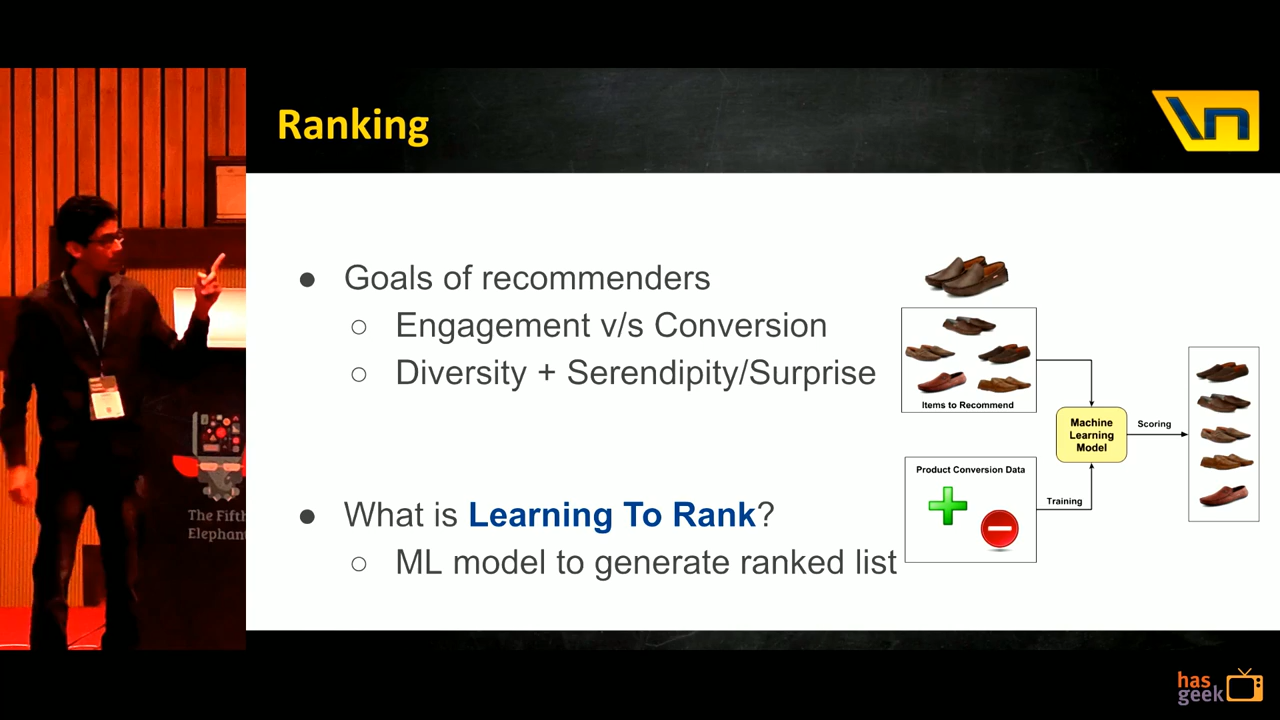 Ranking
\n
● Goals of recommenders
○ Engagement v/s Conversion
○ Diversity + Serendipity/Surprise
Items to Recommend
Machine
Learning
Model
Scoring
Product Conversion Data
Training
● What is Learning To Rank?
○ ML model to generate ranked list
The Fifth
Elephant
has
geek